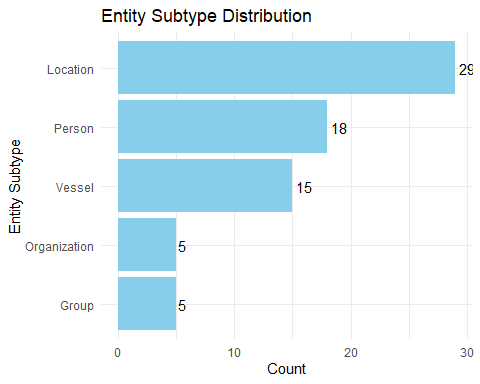 Entity Subtype Distribution
Entity Subtype
Location
29
Person
18
Vessel
15
Organization
5
Group
5
0
10
20
30
Count